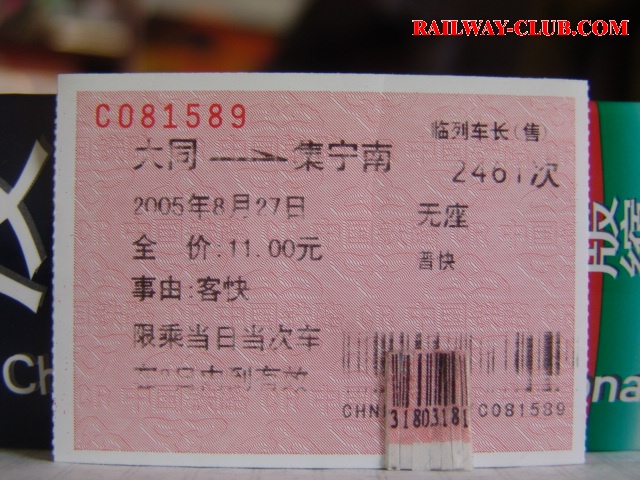 RAILWAY-CLUB.COM
C081589
临列车长(售)
大同 集宁南
2461次
2005年8月27日
无座
全 价:11.00元
普快
事由:客快
限乘当日当次车
CHN
31803181
C081589
Ch
na